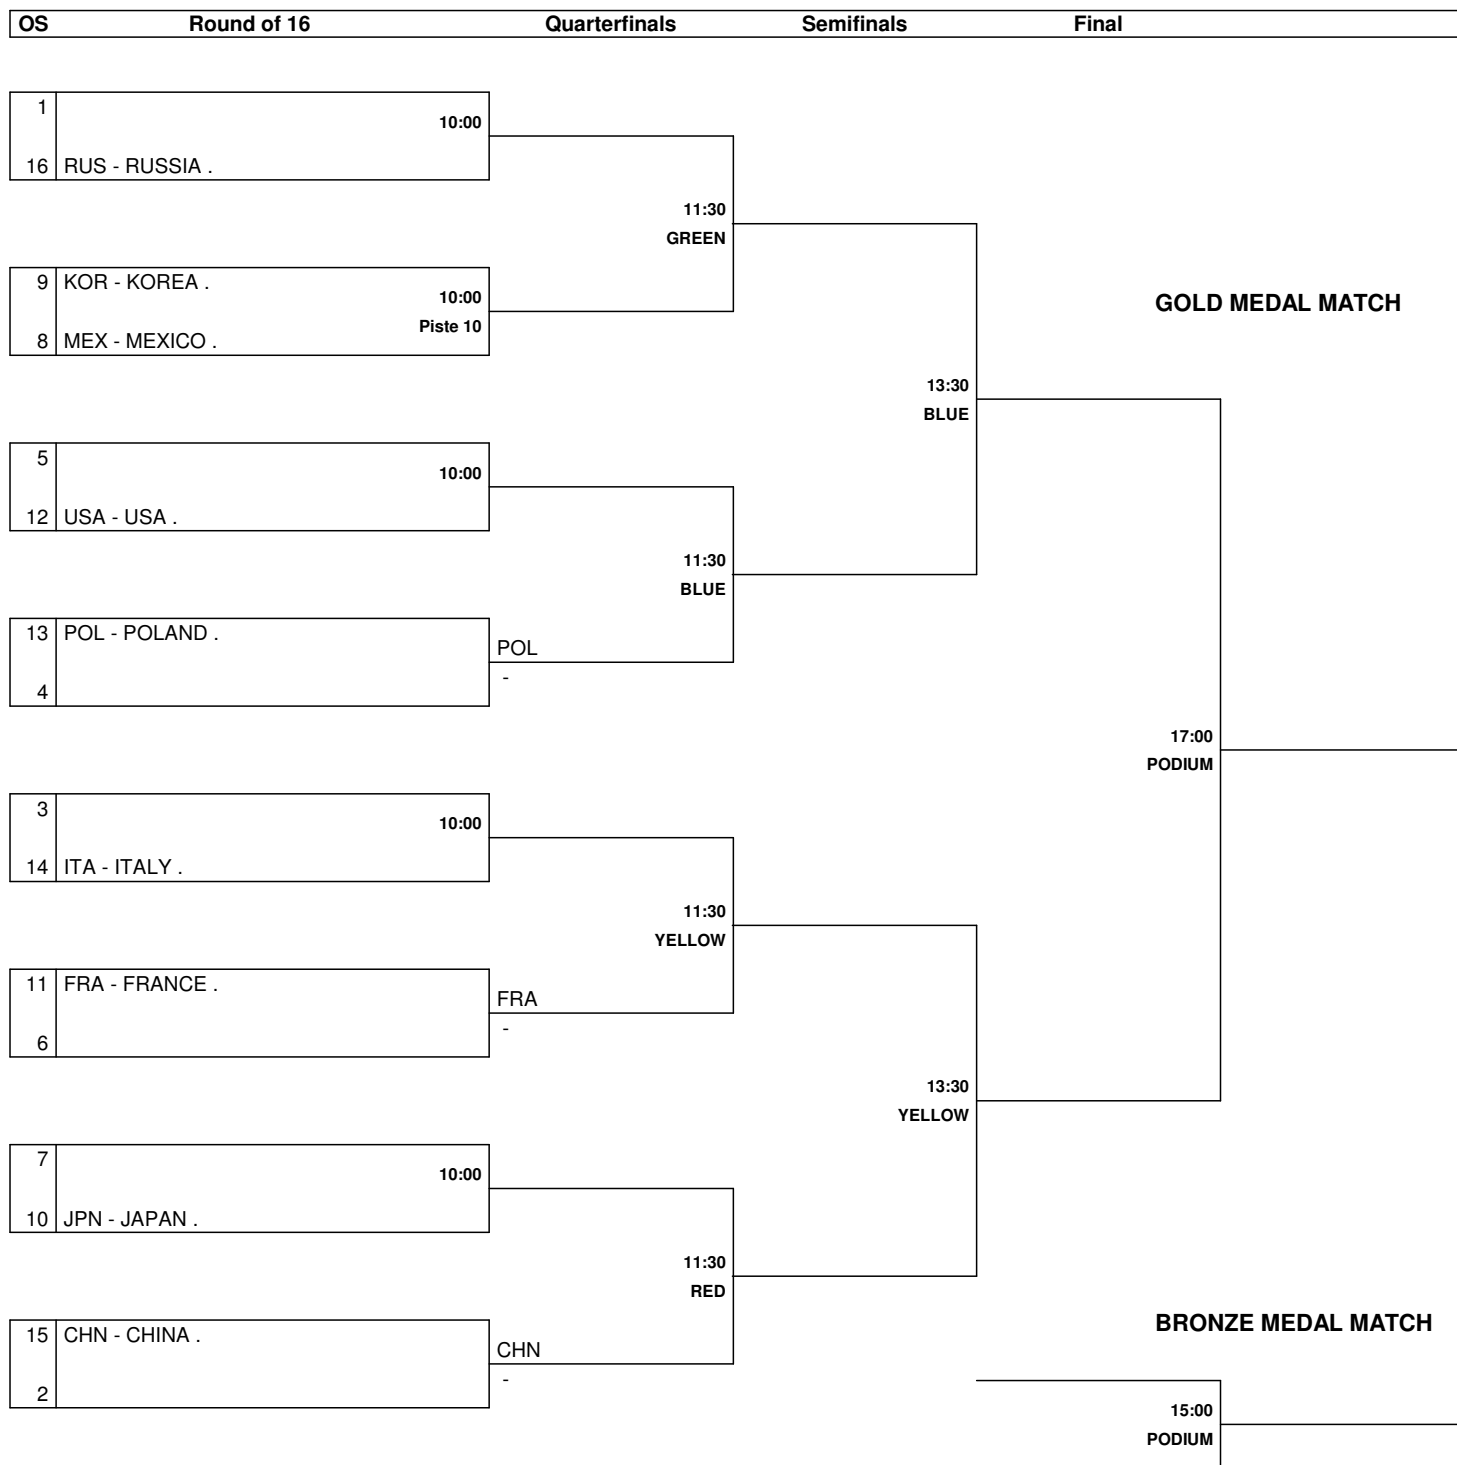 OS Round of 16 Quarterfinals Semifinals Final
1
10:00
16 RUS - RUSSIA .
11:30
GREEN
9 KOR - KOREA .
10:00
GOLD MEDAL MATCH
Piste 10
8 MEX - MEXICO .
13:30
BLUE
5
10:00
12 USA - USA .
11:30
BLUE
13 POL - POLAND .
POL
-
4
17:00
PODIUM
3
10:00
14 ITA - ITALY .
11:30
YELLOW
11 FRA - FRANCE .
FRA
-
6
13:30
YELLOW
7
10:00
10 JPN - JAPAN .
11:30
RED
BRONZE MEDAL MATCH
15 CHN - CHINA .
CHN
-
2
15:00
PODIUM